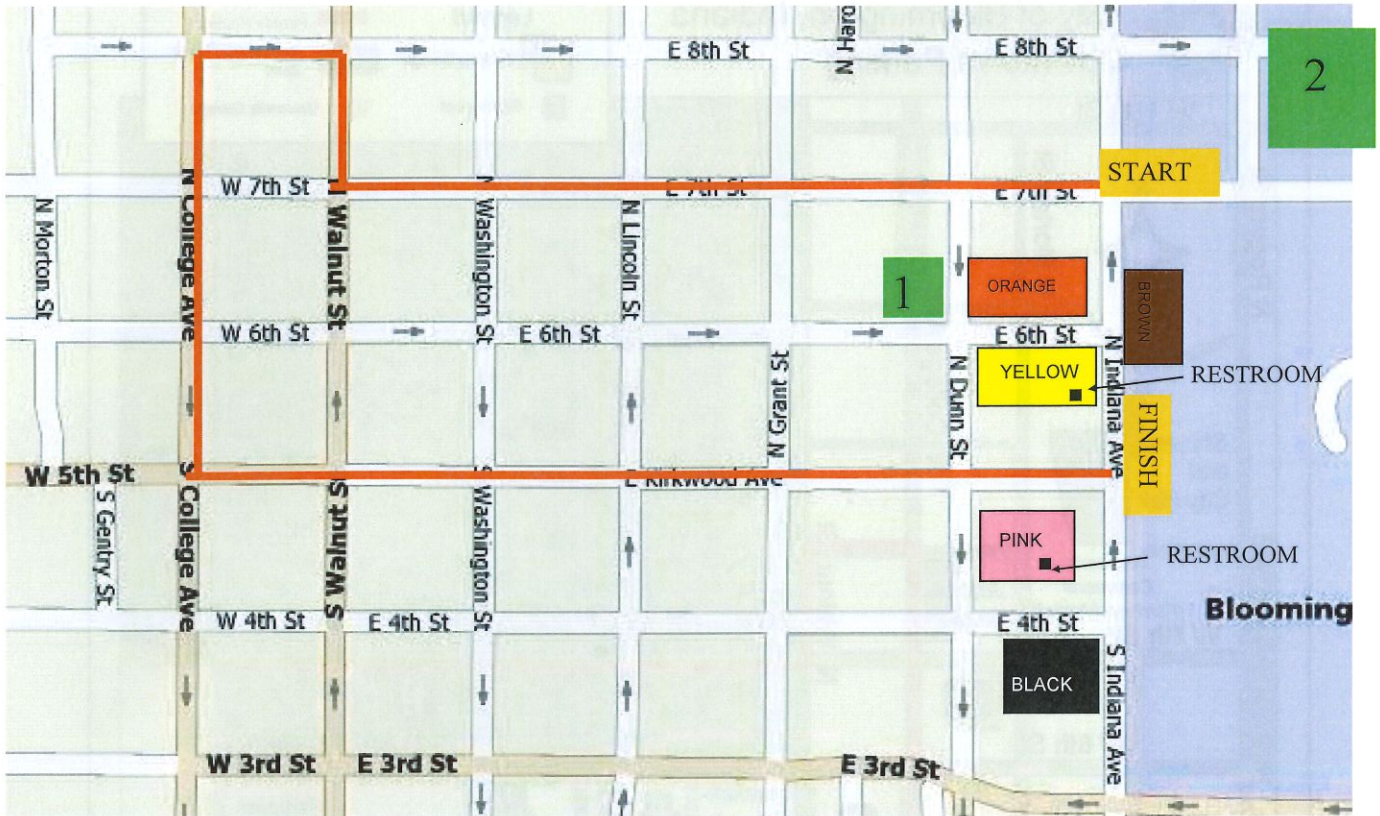 E 8th St
N Haro
E 8th St
2
START
W 7th St
E 7th St
E 7th St
N Morton St
N College Ave
N Walnut St
Washington St
N Lincoln St
1
ORANGE
BROWN
W 6th St
E 6th St
E 6th St
YELLOW
RESTROOM
N Grant St
N Dunn St
N Indiana Ave
FINISH
W 5th St
E Kirkwood Ave
S Gentry St
S College Ave
S Walnut St
S Washington St
PINK
RESTROOM
Blooming
W 4th St
E 4th St
E 4th St
BLACK
S Indiana Ave
W 3rd St
E 3rd St
E 3rd St